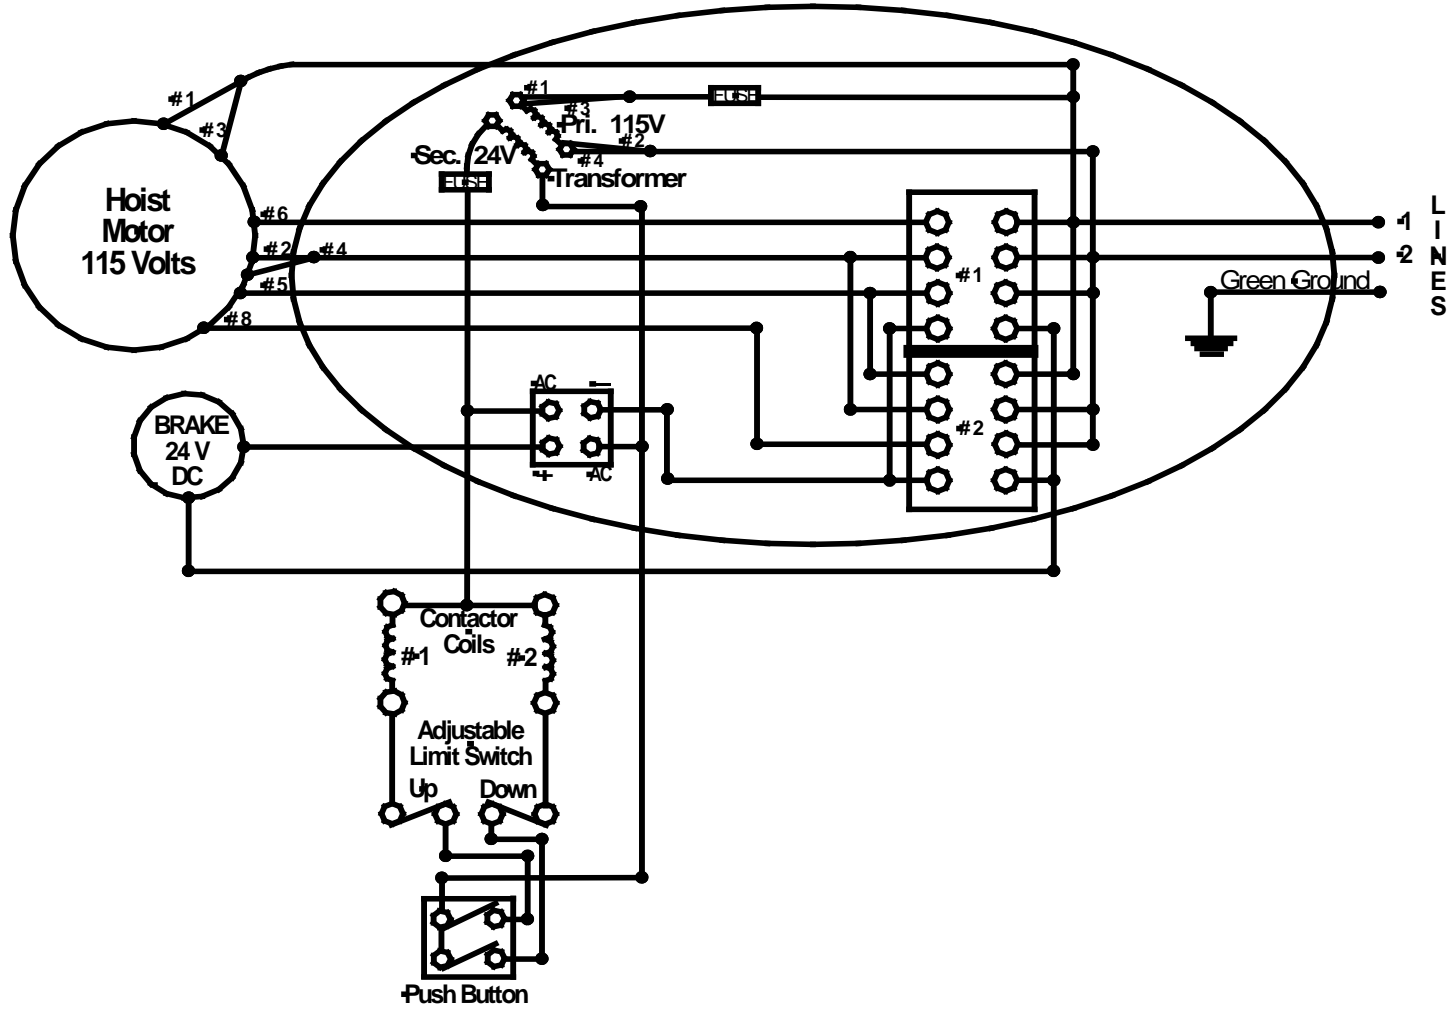 #1
#3
Hoist
Motor
115 Volts
#6
#2
#4
#5
#8
#1
#3
FUSE
Pri. 115V
#2
#4
Sec. 24V
FUSE
Transformer
#1
#2
1
2
LINES
Green Ground
BRAKE
24 V
DC
AC
-
+
AC
Contactor
Coils
#1
#2
Adjustable
Limit Switch
Up
Down
Push Button